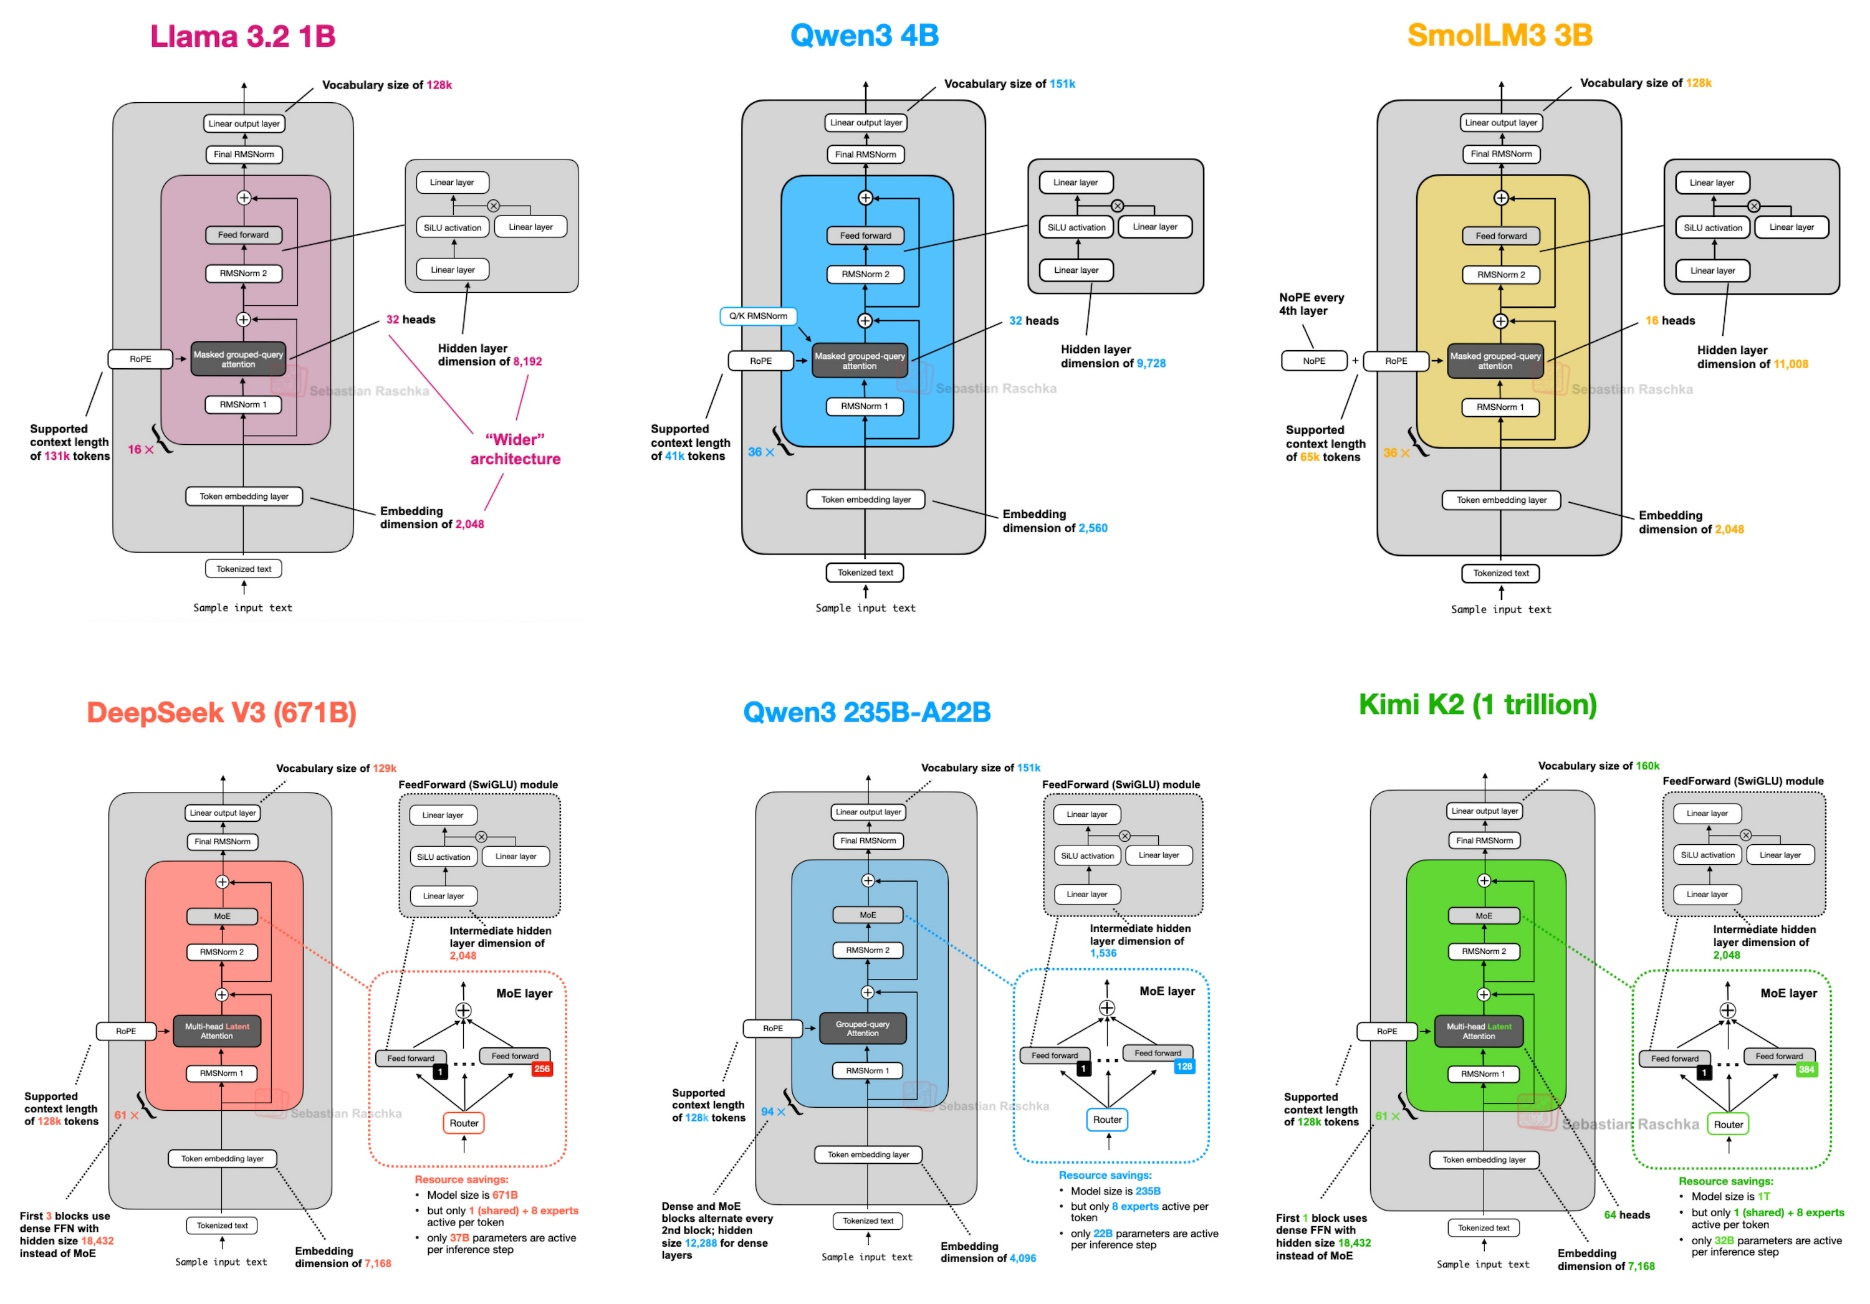 Llama 3.2 1B
Vocabulary size of 128k
Linear output layer
Final RMSNorm
Feed forward
RMSNorm 2
Masked grouped-query
attention
RMSNorm 1
RoPE
Supported
context length
of 131k tokens
16 ×
Linear layer
SiLU activation
Linear layer
Linear layer
32 heads
Hidden layer
dimension of 8,192
“Wider”
architecture
Sebastian Raschka
Token embedding layer
Embedding
dimension of 2,048
Tokenized text
Sample input text
Qwen3 4B
Vocabulary size of 151k
Linear output layer
Final RMSNorm
Feed forward
RMSNorm 2
Q/K RMSNorm
Masked grouped-query
attention
RMSNorm 1
RoPE
Supported
context length
of 41k tokens
36 ×
Linear layer
SiLU activation
Linear layer
Linear layer
32 heads
Hidden layer
dimension of 9,728
Sebastian Raschka
Token embedding layer
Embedding
dimension of 2,560
Tokenized text
Sample input text
SmolLM3 3B
Vocabulary size of 128k
Linear output layer
Final RMSNorm
Feed forward
RMSNorm 2
NoPE every
4th layer
NoPE
+
RoPE
Masked grouped-query
attention
RMSNorm 1
Supported
context length
of 65k tokens
36 ×
Linear layer
SiLU activation
Linear layer
Linear layer
16 heads
Hidden layer
dimension of 11,008
Sebastian Raschka
Token embedding layer
Embedding
dimension of 2,048
Tokenized text
Sample input text
DeepSeek V3 (671B)
Vocabulary size of 129k
FeedForward (SwiGLU) module
Linear output layer
Final RMSNorm
MoE
RMSNorm 2
Multi-head Latent
Attention
RMSNorm 1
RoPE
Supported
context length
of 128k tokens
61 ×
Linear layer
SiLU activation
Linear layer
Linear layer
Intermediate hidden
layer dimension of
2,048
MoE layer
Feed forward
1
Feed forward
256
Router
Sebastian Raschka
Token embedding layer
First 3 blocks use
dense FFN with
hidden size 18,432
instead of MoE
Tokenized text
Sample input text
Embedding
dimension of 7,168
Resource savings:
• Model size is 671B
• but only 1 (shared) + 8 experts
active per token
• only 37B parameters are active
per inference step
Qwen3 235B-A22B
Vocabulary size of 151k
FeedForward (SwiGLU) module
Linear output layer
Final RMSNorm
MoE
RMSNorm 2
Grouped-query
Attention
RMSNorm 1
RoPE
Supported
context length
of 128k tokens
94 ×
Linear layer
SiLU activation
Linear layer
Linear layer
Intermediate hidden
layer dimension of
1,536
MoE layer
Feed forward
1
Feed forward
128
Router
Sebastian Raschka
Token embedding layer
Dense and MoE
blocks alternate every
2nd block; hidden
size 12,288 for dense
layers
Tokenized text
Sample input text
Embedding
dimension of 4,096
Resource savings:
• Model size is 235B
• but only 8 experts active per
token
• only 22B parameters are active
per inference step
Kimi K2 (1 trillion)
Vocabulary size of 160k
FeedForward (SwiGLU) module
Linear output layer
Final RMSNorm
MoE
RMSNorm 2
Multi-head Latent
Attention
RMSNorm 1
RoPE
Supported
context length
of 128k tokens
61 ×
Linear layer
SiLU activation
Linear layer
Linear layer
Intermediate hidden
layer dimension of
2,048
MoE layer
Feed forward
1
Feed forward
384
Router
Sebastian Raschka
Token embedding layer
First 1 block uses
dense FFN with
hidden size 18,432
instead of MoE
64 heads
Tokenized text
Sample input text
Embedding
dimension of 7,168
Resource savings:
• Model size is 1T
• but only 1 (shared) + 8 experts
active per token
• only 32B parameters are active
per inference step